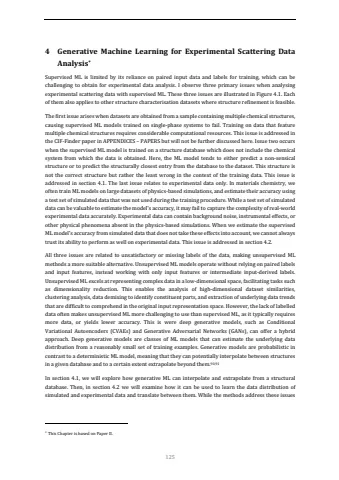 4 Generative Machine Learning for Experimental Scattering Data
Analysis*
Supervised ML is limited by its reliance on paired input data and labels for training, which can be
challenging to obtain for experimental data analysis. I observe three primary issues when analysing
experimental scattering data with supervised ML. These three issues are illustrated in Figure 4.1. Each
of them also applies to other structure characterisation datasets where structure refinement is feasible.
The first issue arises when datasets are obtained from a sample containing multiple chemical structures,
causing supervised ML models trained on single-phase systems to fail. Training on data that feature
multiple chemical structures requires considerable computational resources. This issue is addressed in
the CIF-Finder paper in APPENDICES – PAPERS but will not be further discussed here. Issue two occurs
when the supervised ML model is trained on a structure database which does not include the chemical
system from which the data is obtained. Here, the ML model tends to either predict a non-sensical
structure or to predict the structurally closest entry from the database to the dataset. This structure is
not the correct structure but rather the least wrong in the context of the training data. This issue is
addressed in section 4.1. The last issue relates to experimental data only. In materials chemistry, we
often train ML models on large datasets of physics-based simulations, and estimate their accuracy using
a test set of simulated data that was not used during the training procedure. While a test set of simulated
data can be valuable to estimate the model's accuracy, it may fail to capture the complexity of real-world
experimental data accurately. Experimental data can contain background noise, instrumental effects, or
other physical phenomena absent in the physics-based simulations. When we estimate the supervised
ML model's accuracy from simulated data that does not take these effects into account, we cannot always
trust its ability to perform as well on experimental data. This issue is addressed in section 4.2.
All three issues are related to unsatisfactory or missing labels of the data, making unsupervised ML
methods a more suitable alternative. Unsupervised ML models operate without relying on paired labels
and input features, instead working with only input features or intermediate input-derived labels.
Unsupervised ML excels at representing complex data in a low-dimensional space, facilitating tasks such
as dimensionality reduction. This enables the analysis of high-dimensional dataset similarities,
clustering analysis, data demixing to identify constituent parts, and extraction of underlying data trends
that are difficult to comprehend in the original input representation space. However, the lack of labelled
data often makes unsupervised ML more challenging to use than supervised ML, as it typically requires
more data, or yields lower accuracy. This is were deep generative models, such as Conditional
Variational Autoencoders (CVAEs) and Generative Adversarial Networks (GANs), can offer a hybrid
approach. Deep generative models are classes of ML models that can estimate the underlying data
distribution from a reasonably small set of training examples. Generative models are probabilistic in
contrast to a deterministic ML model, meaning that they can potentially interpolate between structures
in a given database and to a certain extent extrapolate beyond them.
In section 4.1, we will explore how generative ML can interpolate and extrapolate from a structural
database. Then, in section 4.2 we will examine how it can be used to learn the data distribution of
simulated and experimental data and translate between them. While the methods address these issues
* This Chapter is based on Paper E.
125